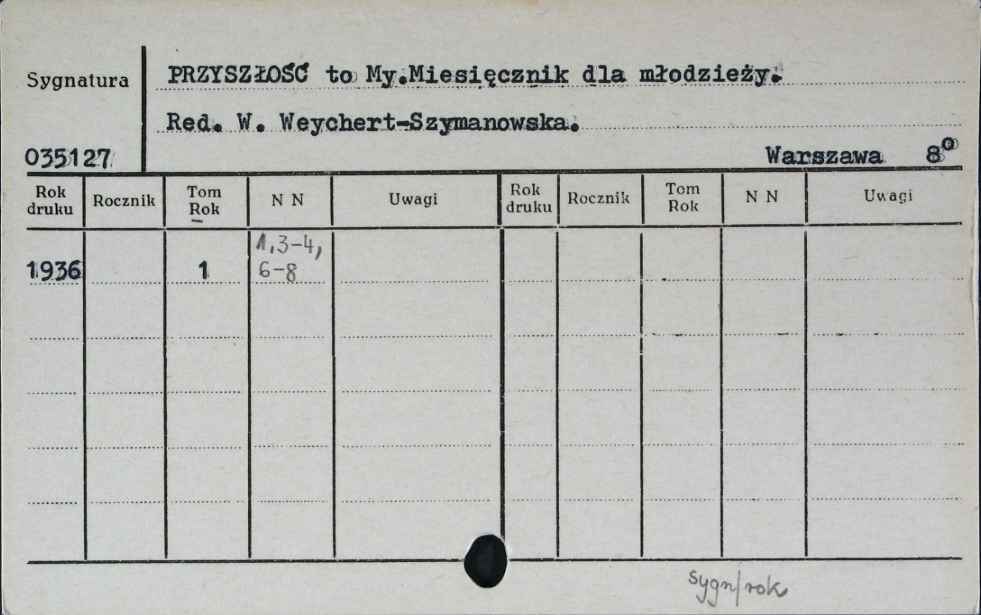 Sygnatura
PRZYSZŁOŚĆ to My.Miesięcznik dla młodzieży.
Red. W. Weychert-Szymanowska.
035127
Warszawa 8°
Rok druku Rocznik Tom Rok N N Uwagi Rok druku Rocznik Tom Rok N N Uwagi
1,3-4,
1936 1 6-8
sygn/rok